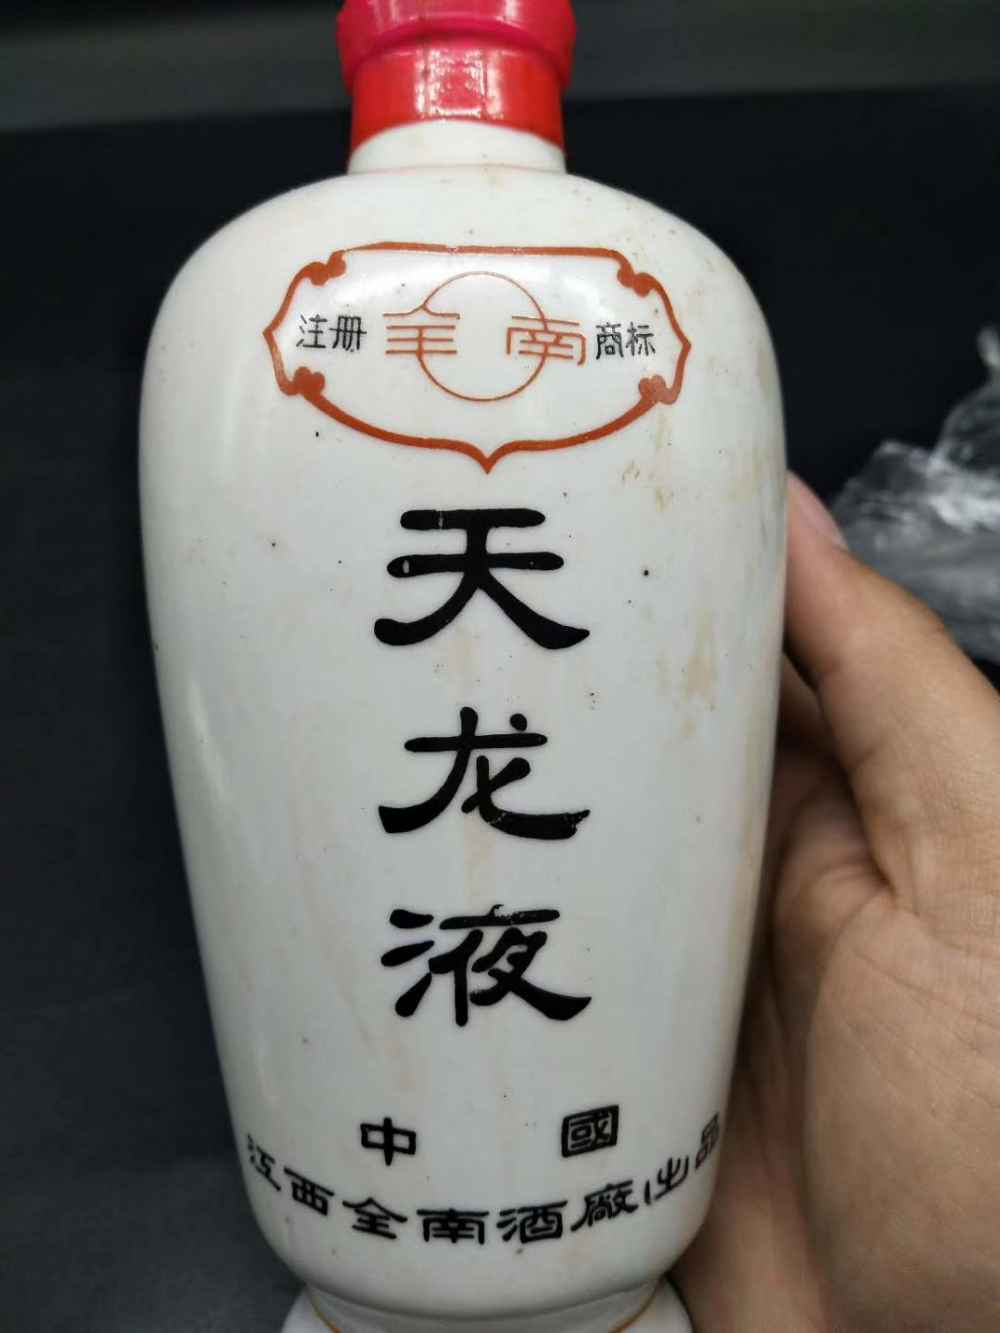 注册 全南 商标
天
龙
液
中國
江西全南酒廠出品